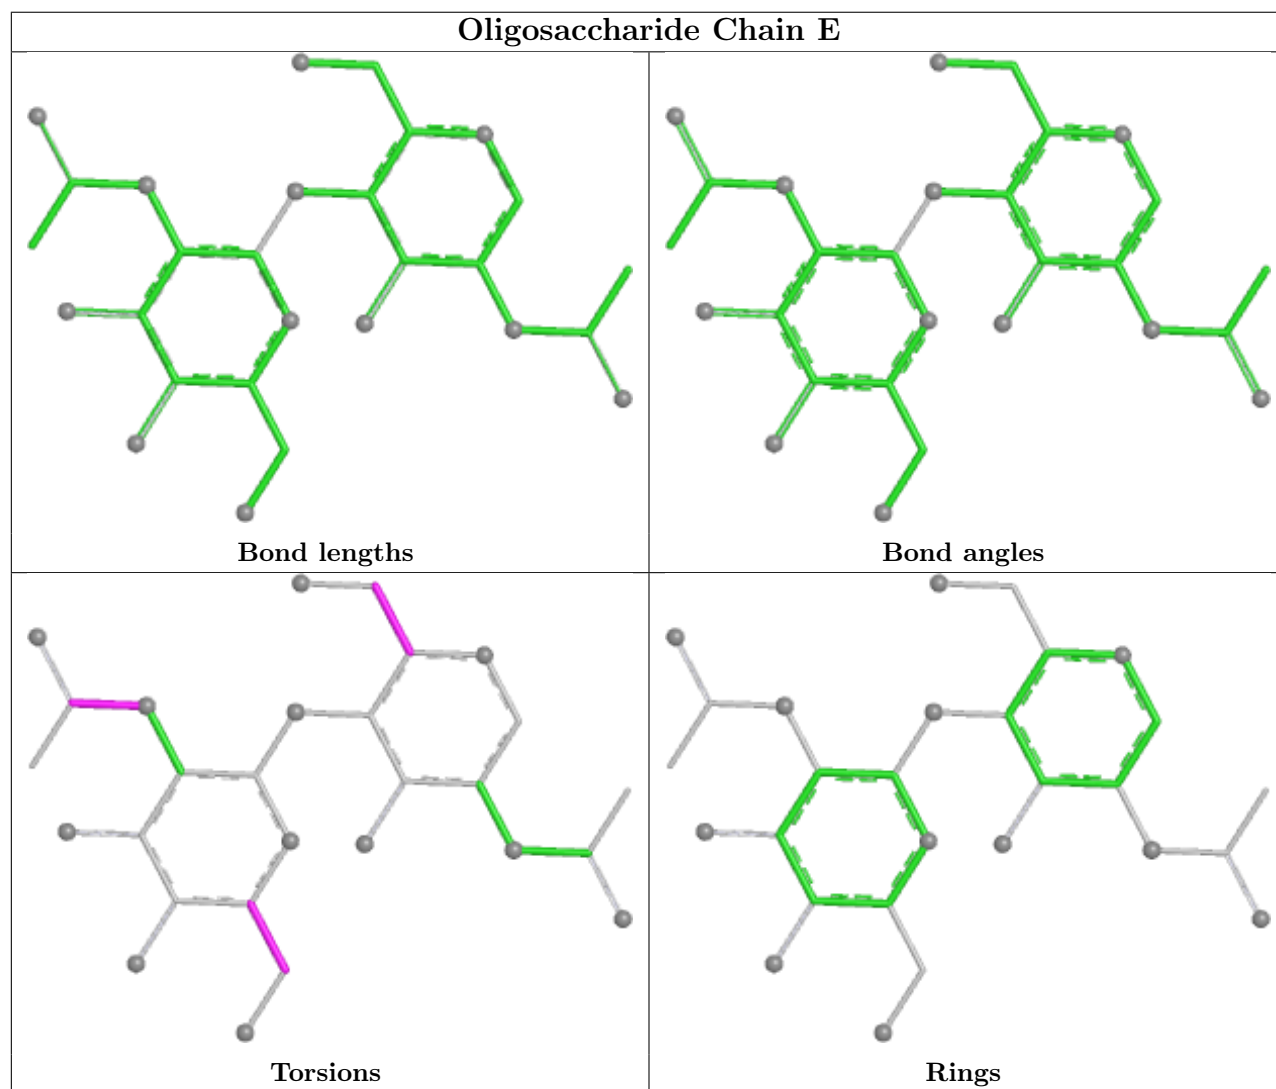 Oligosaccharide Chain E
Bond lengths
Bond angles
Torsions
Rings